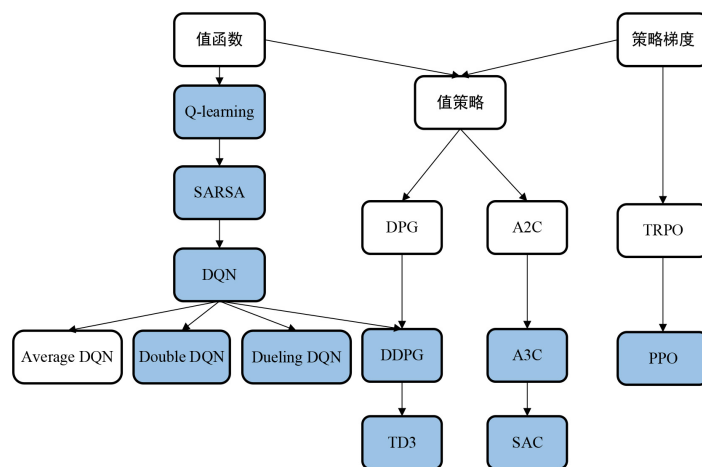 值函数
策略梯度
值策略
Q-learning
SARSA
DPG
A2C
TRPO
DQN
Average DQN
Double DQN
Dueling DQN
DDPG
A3C
PPO
TD3
SAC